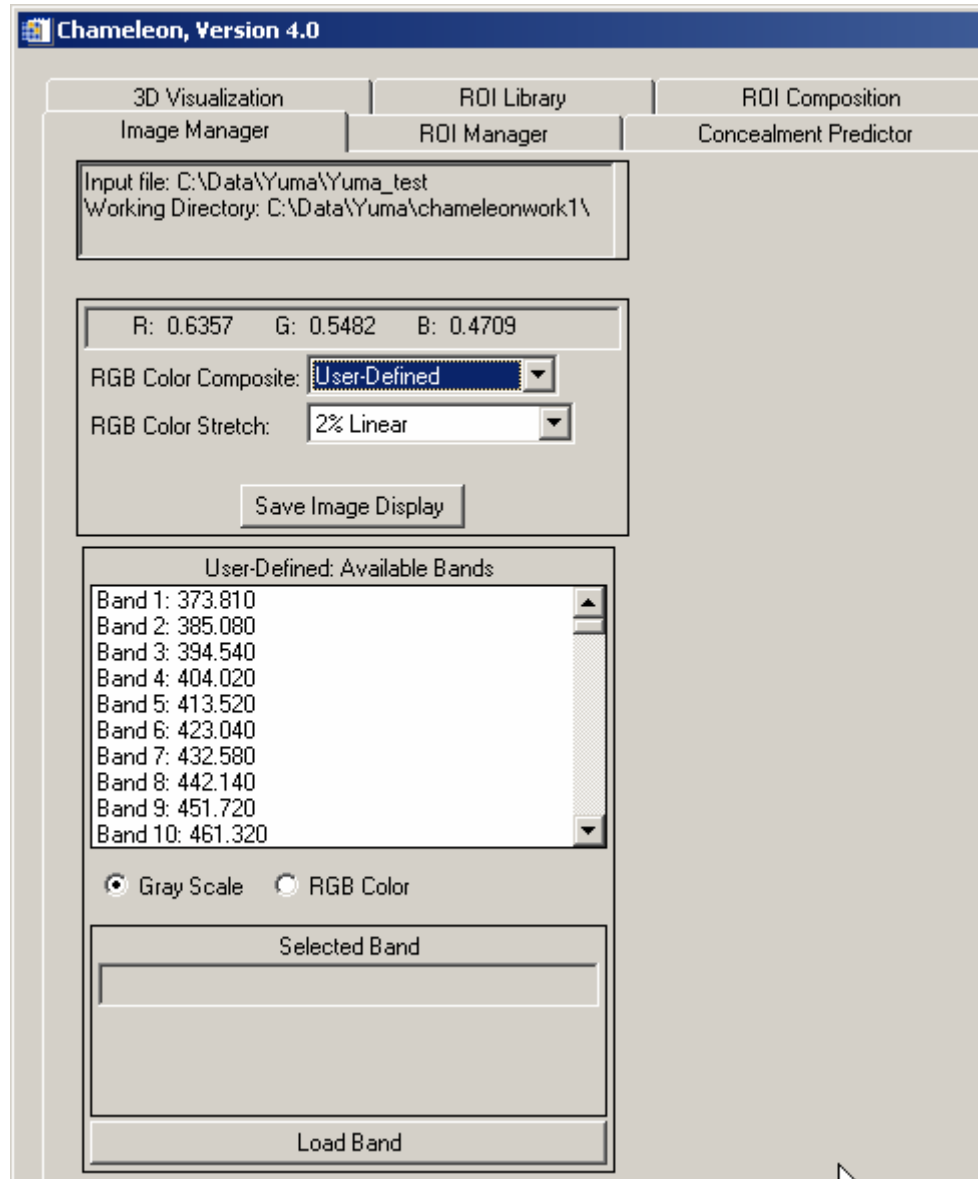 Chameleon, Version 4.0
3D Visualization ROI Library ROI Composition
Image Manager ROI Manager Concealment Predictor
Input file: C:\Data\Yuma\Yuma_test
Working Directory: C:\Data\Yuma\chameleonwork1\
R: 0.6357 G: 0.5482 B: 0.4709
RGB Color Composite: User-Defined
RGB Color Stretch: 2% Linear
Save Image Display
User-Defined: Available Bands
Band 1: 373.810
Band 2: 385.080
Band 3: 394.540
Band 4: 404.020
Band 5: 413.520
Band 6: 423.040
Band 7: 432.580
Band 8: 442.140
Band 9: 451.720
Band 10: 461.320
Gray Scale RGB Color
Selected Band
Load Band